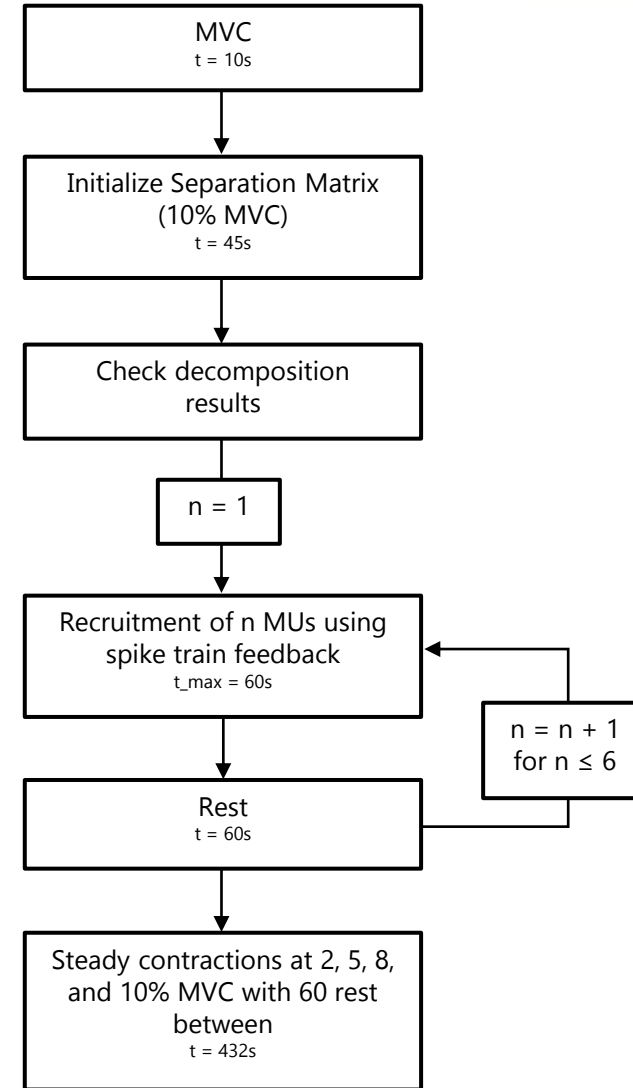 MVC
t = 10s
Initialize Separation Matrix
(10% MVC)
t = 45s
Check decomposition
results
n = 1
Recruitment of n MUs using
spike train feedback
t_max = 60s
n = n + 1
for n ≤ 6
Rest
t = 60s
Steady contractions at 2, 5, 8,
and 10% MVC with 60 rest
between
t = 432s